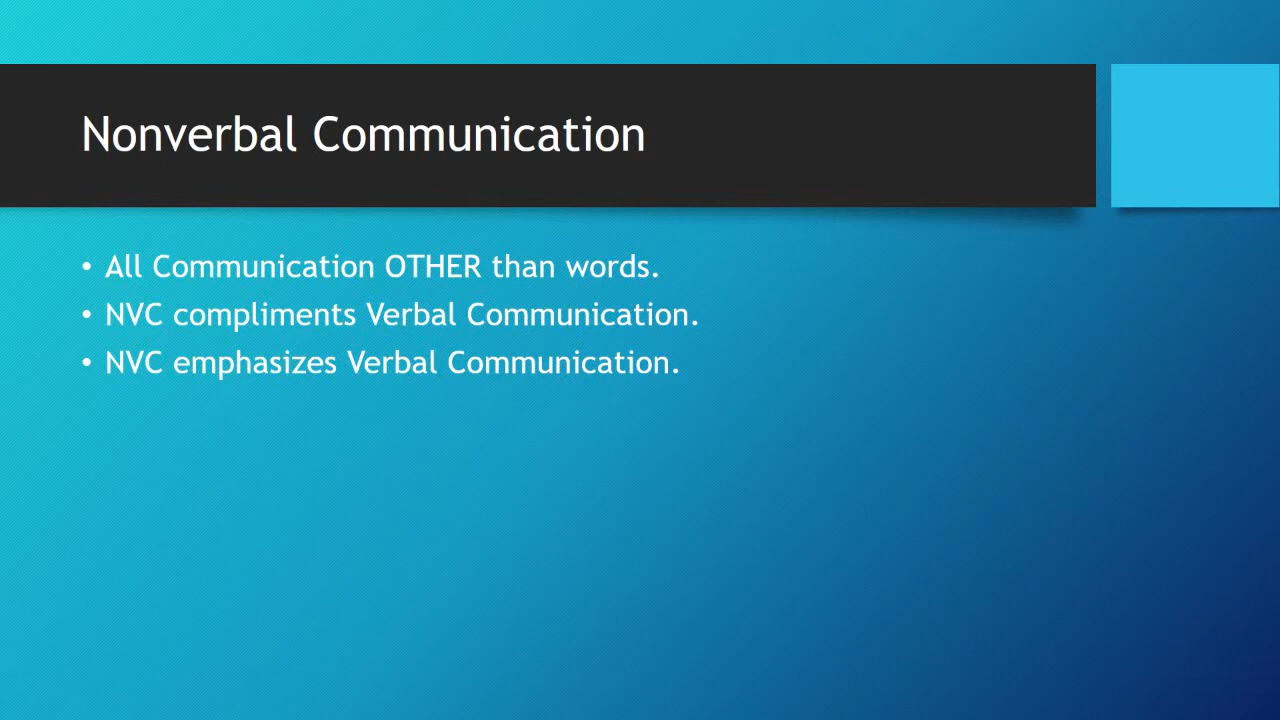 Nonverbal Communication
• All Communication OTHER than words.
• NVC compliments Verbal Communication.
• NVC emphasizes Verbal Communication.